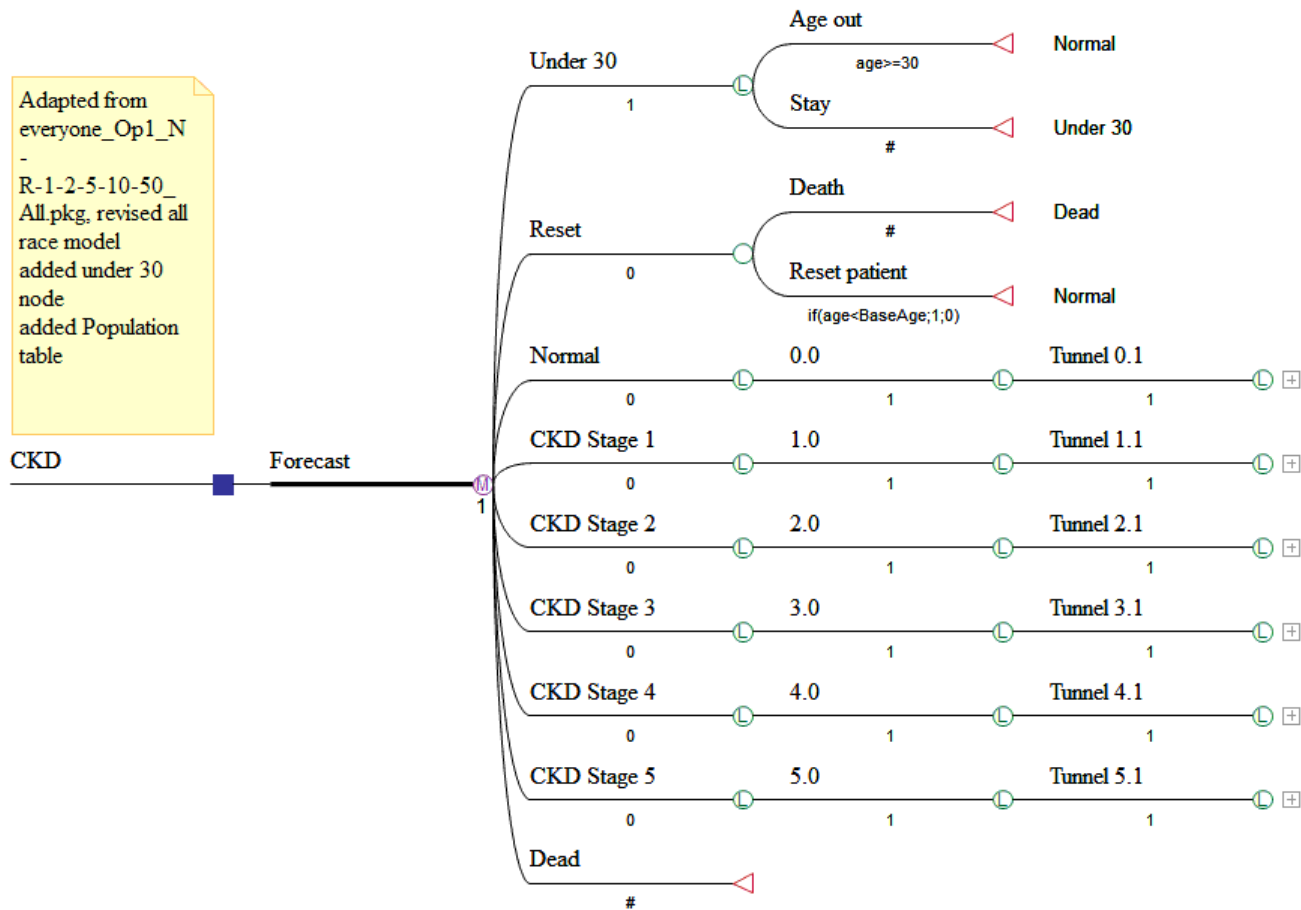 Adapted from
everyone_Op1_N
-
R-1-2-5-10-50_
All.pkg, revised all
race model
added under 30
node
added Population
table
CKD
Forecast
M
1
Under 30
1
L
Age out
age>=30
Normal
Stay
#
Under 30
Reset
0
Death
#
Dead
Reset patient
if(age<BaseAge;1;0)
Normal
Normal
0
L
0.0
1
L
Tunnel 0.1
1
L
+
CKD Stage 1
0
L
1.0
1
L
Tunnel 1.1
1
L
+
CKD Stage 2
0
L
2.0
1
L
Tunnel 2.1
1
L
+
CKD Stage 3
0
L
3.0
1
L
Tunnel 3.1
1
L
+
CKD Stage 4
0
L
4.0
1
L
Tunnel 4.1
1
L
+
CKD Stage 5
0
L
5.0
1
L
Tunnel 5.1
1
L
+
Dead
#